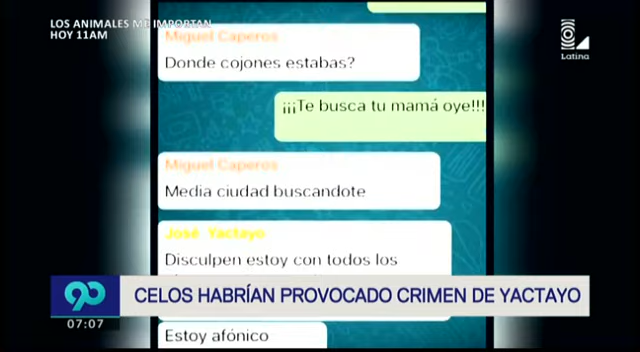 LOS ANIMALES ME IMPORTAN
HOY 11AM
Latina
Miguel Caperos
Donde cojones estabas?
¡¡¡Te busca tu mamá oye!!!
Miguel Caperos
Media ciudad buscandote
José Yactayo
Disculpen estoy con todos los
90
CELOS HABRÍAN PROVOCADO CRIMEN DE YACTAYO
07:07
Estoy afónico